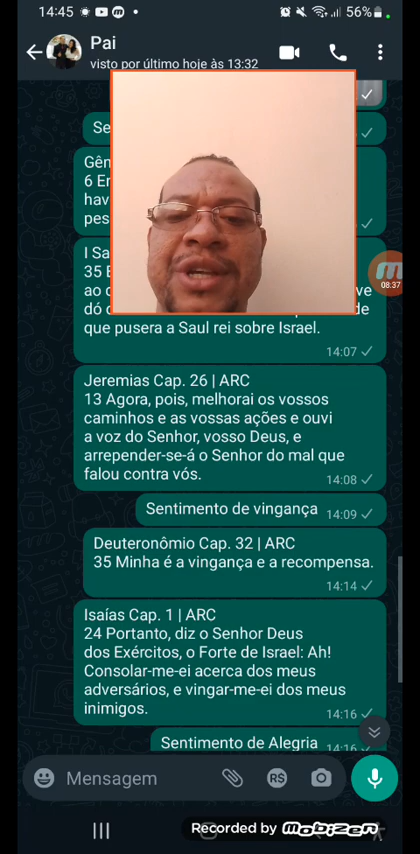 14:45
56%
Pai
visto por último hoje às 13:32
Se
Gên
6 E
hav
pes
I Sa
35 E
ao ve
dó de
que pusera a Saul rei sobre Israel.
14:07
08:37
Jeremias Cap. 26 | ARC
13 Agora, pois, melhorai os vossos
caminhos e as vossas ações e ouvi
a voz do Senhor, vosso Deus, e
arrepender-se-á o Senhor do mal que
falou contra vós.
14:08
Sentimento de vingança 14:09
Deuteronômio Cap. 32 | ARC
35 Minha é a vingança e a recompensa.
14:14
Isaías Cap. 1 | ARC
24 Portanto, diz o Senhor Deus
dos Exércitos, o Forte de Israel: Ah!
Consolar-me-ei acerca dos meus
adversários, e vingar-me-ei dos meus
inimigos.
14:16
Sentimento de Alegria 14:16
Mensagem
R$
Recorded by mobizen